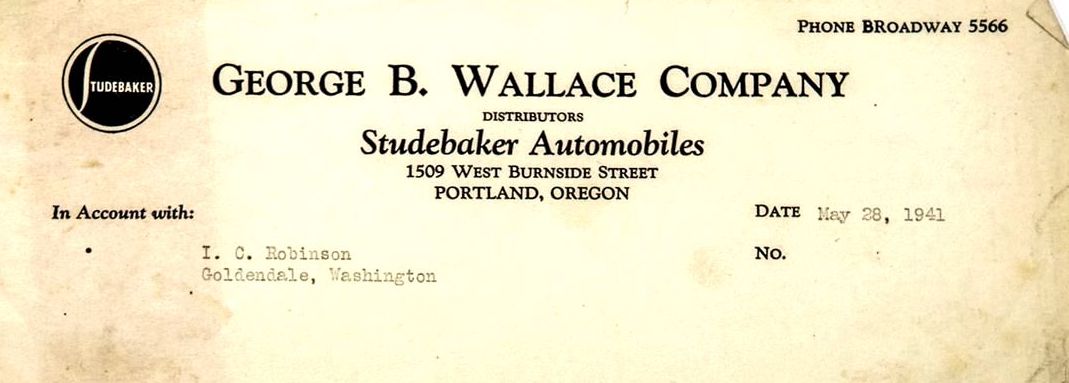 PHONE BROADWAY 5566
STUDEBAKER
GEORGE B. WALLACE COMPANY
DISTRIBUTORS
Studebaker Automobiles
1509 WEST BURNSIDE STREET
PORTLAND, OREGON
In Account with:
DATE May 28, 1941
I. C. Robinson
No.
Goldendale, Washington